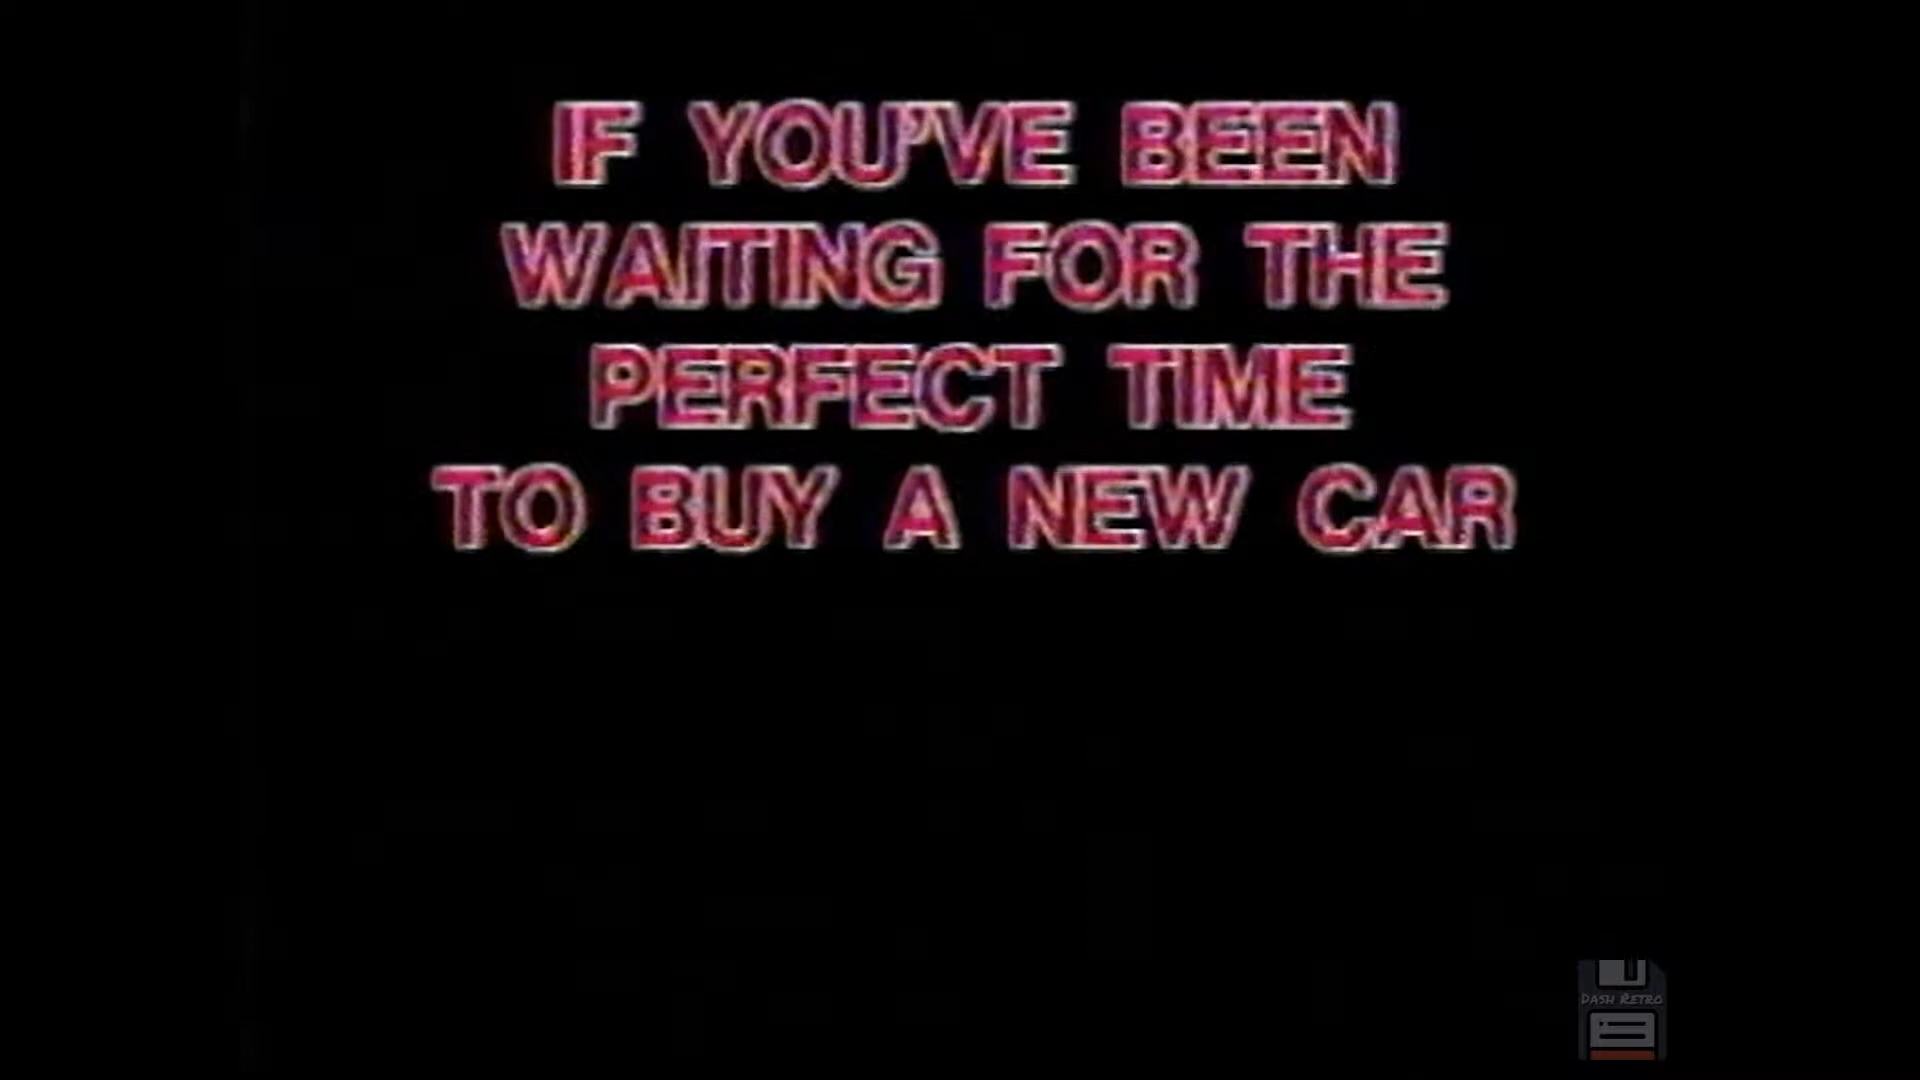 IF YOU'VE BEEN
WAITING FOR THE
PERFECT TIME
TO BUY A NEW CAR
DASH RETRO